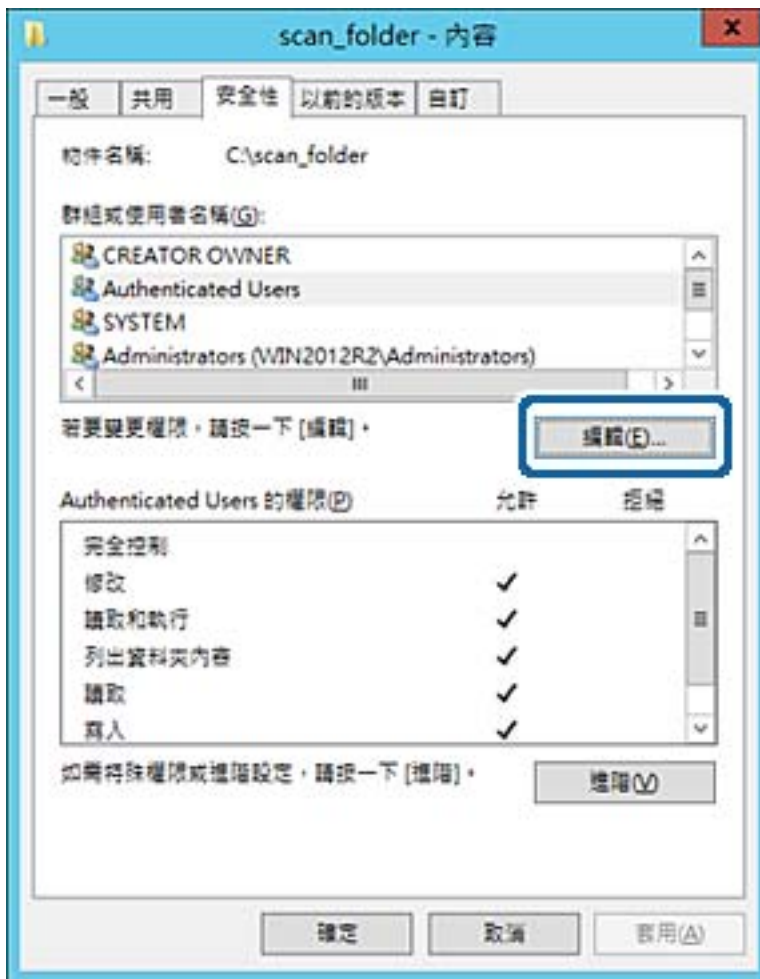 scan_folder - 內容
一般 共用 安全性 以前的版本 自訂
物件名稱: C:\scan_folder
群組或使用者名稱(G):
CREATOR OWNER
Authenticated Users
SYSTEM
Administrators (WIN2012R2\Administrators)
若要變更權限，請按一下 [編輯]。 編輯(E)...
Authenticated Users 的權限(P) 允許 拒絕
完全控制
修改
讀取和執行
列出資料夾內容
讀取
寫入
如需特殊權限或進階設定，請按一下 [進階]。 進階(V)
確定 取消 套用(A)